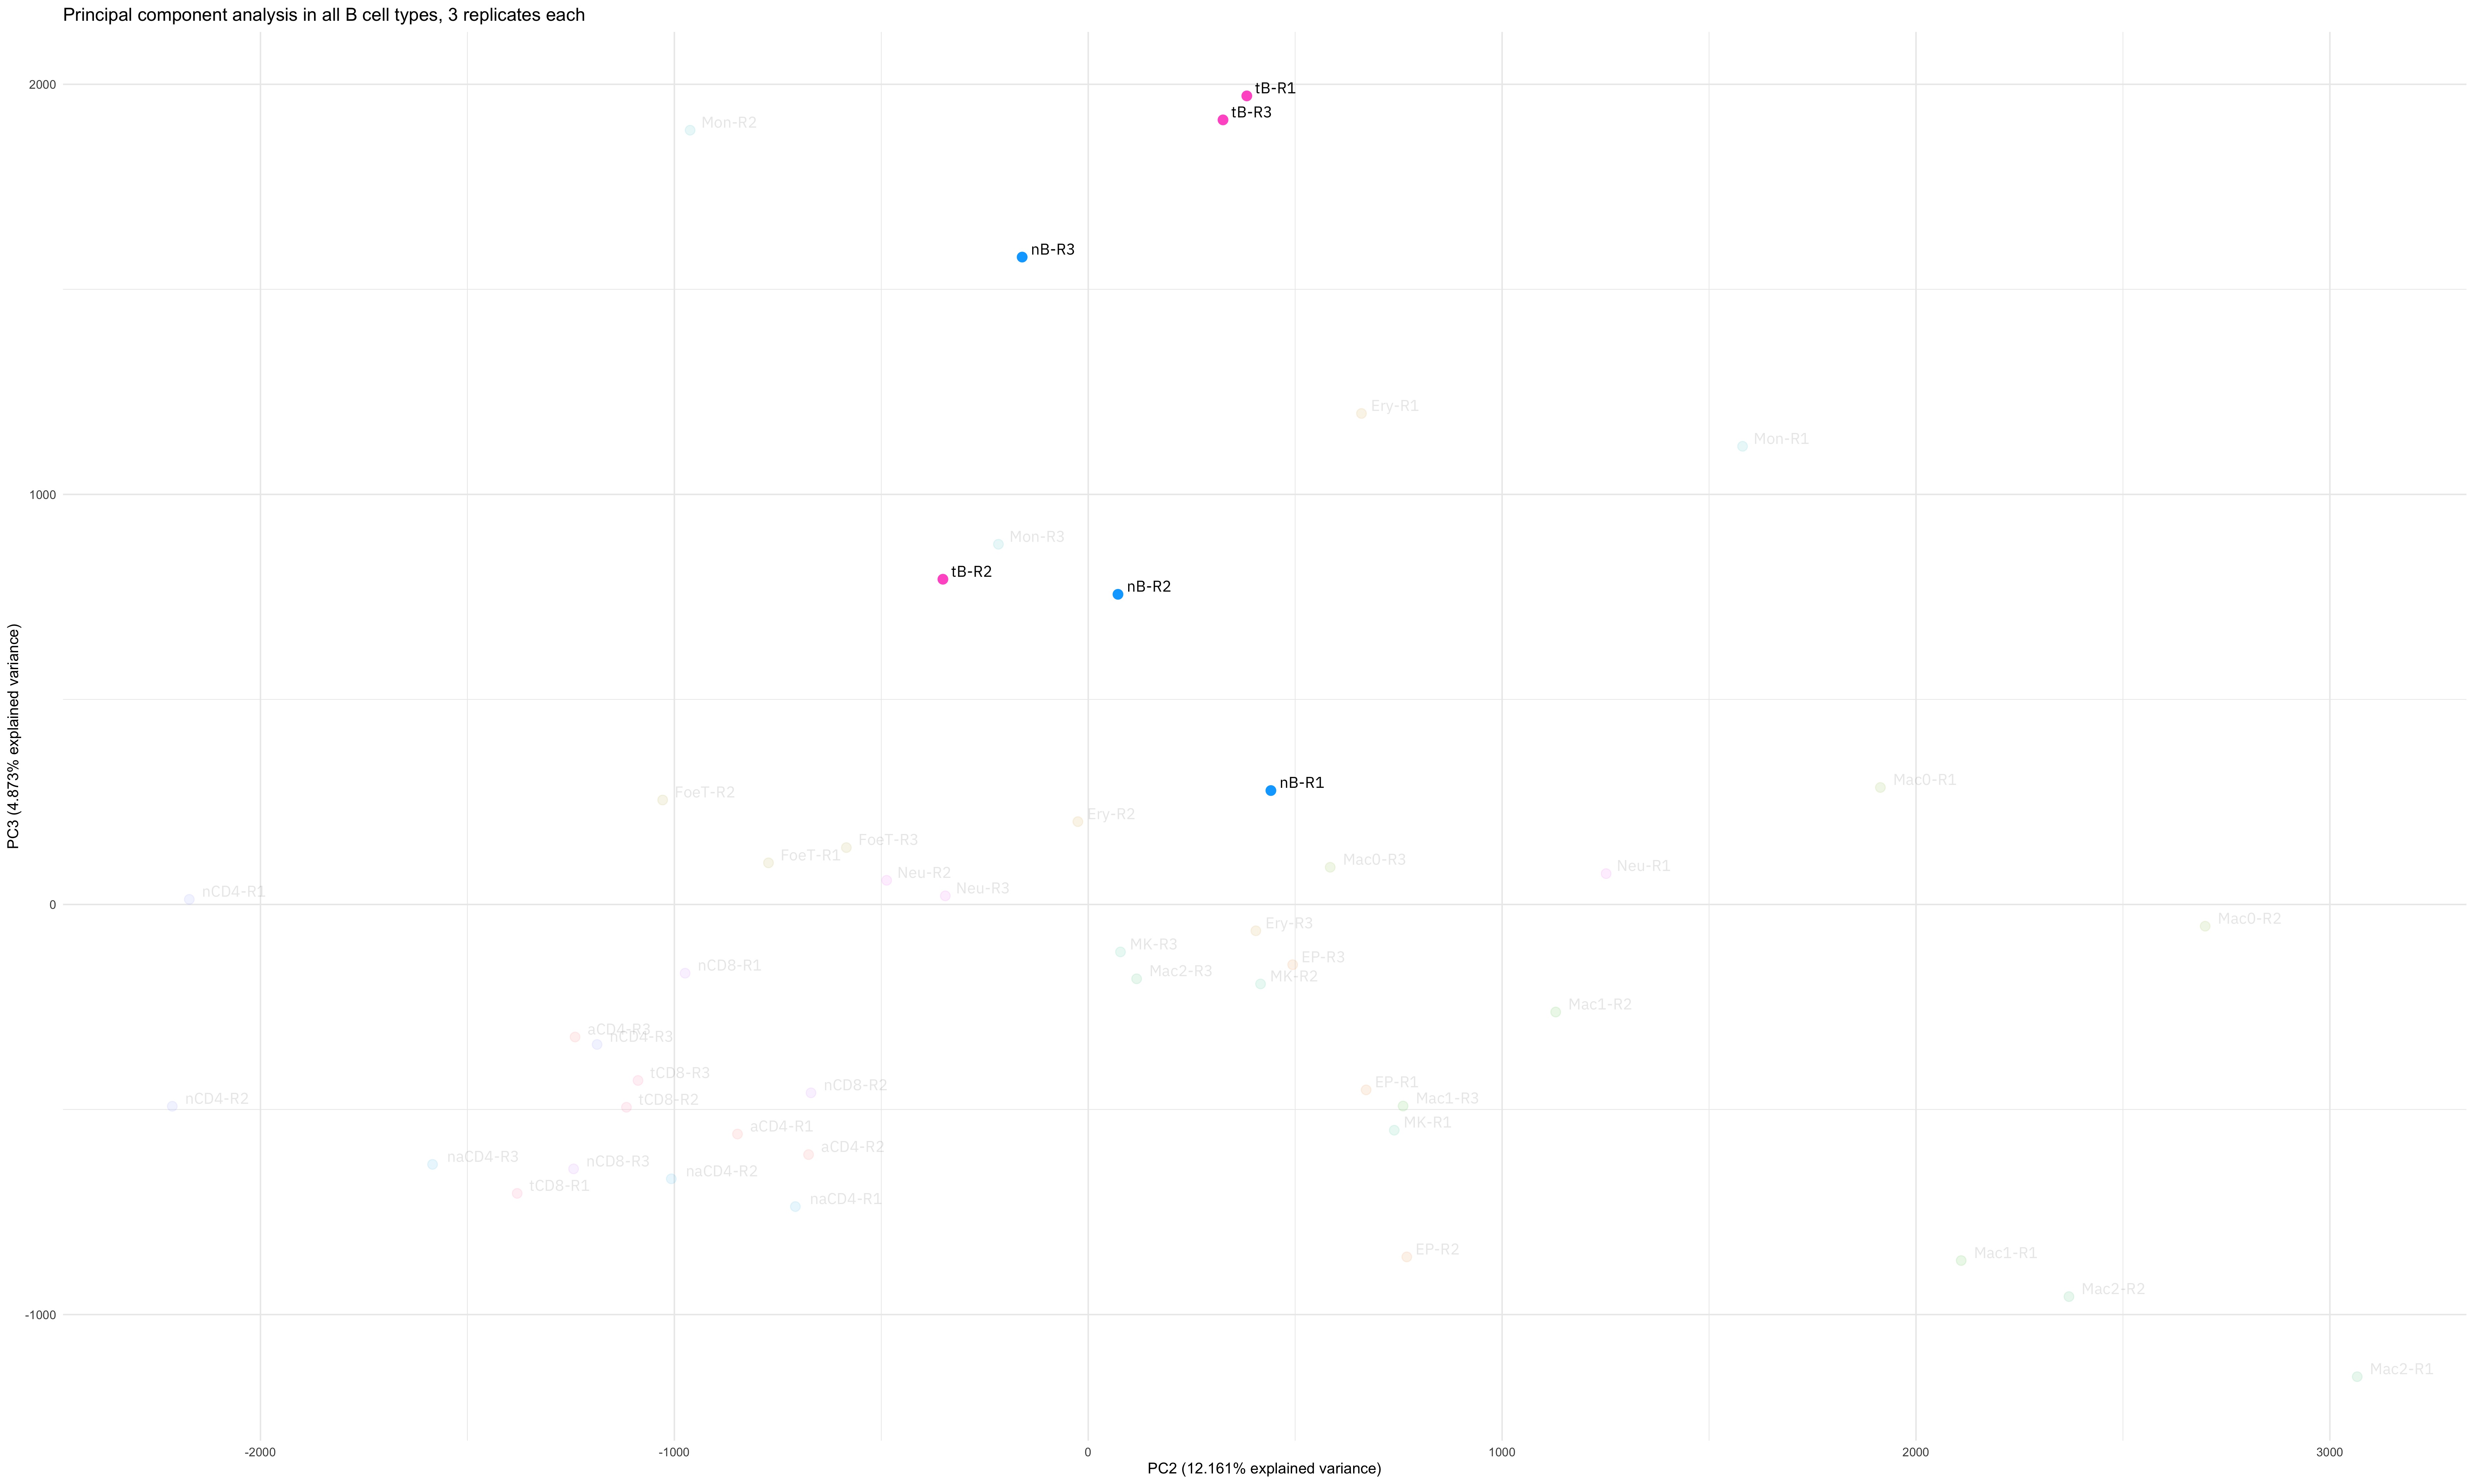 Principal component analysis in all B cell types, 3 replicates each
2000
tB-R1
tB-R3
Mon-R2
nB-R3
Ery-R1
Mon-R1
1000
Mon-R3
tB-R2
nB-R2
nB-R1
Mac0-R1
FoeT-R2
Ery-R2
FoeT-R3
FoeT-R1
Mac0-R3
Neu-R2
Neu-R1
Neu-R3
nCD4-R1
0
Mac0-R2
Ery-R3
MK-R3
EP-R3
nCD8-R1
Mac2-R3
MK-R2
Mac1-R2
aCD4-R3
nCD4-R3
tCD8-R3
EP-R1
nCD8-R2
nCD4-R2
tCD8-R2
Mac1-R3
MK-R1
aCD4-R1
aCD4-R2
naCD4-R3
nCD8-R3
naCD4-R2
tCD8-R1
naCD4-R1
EP-R2
Mac1-R1
Mac2-R2
-1000
Mac2-R1
-2000
-1000
0
1000
2000
3000
PC2 (12.161% explained variance)
PC3 (4.873% explained variance)